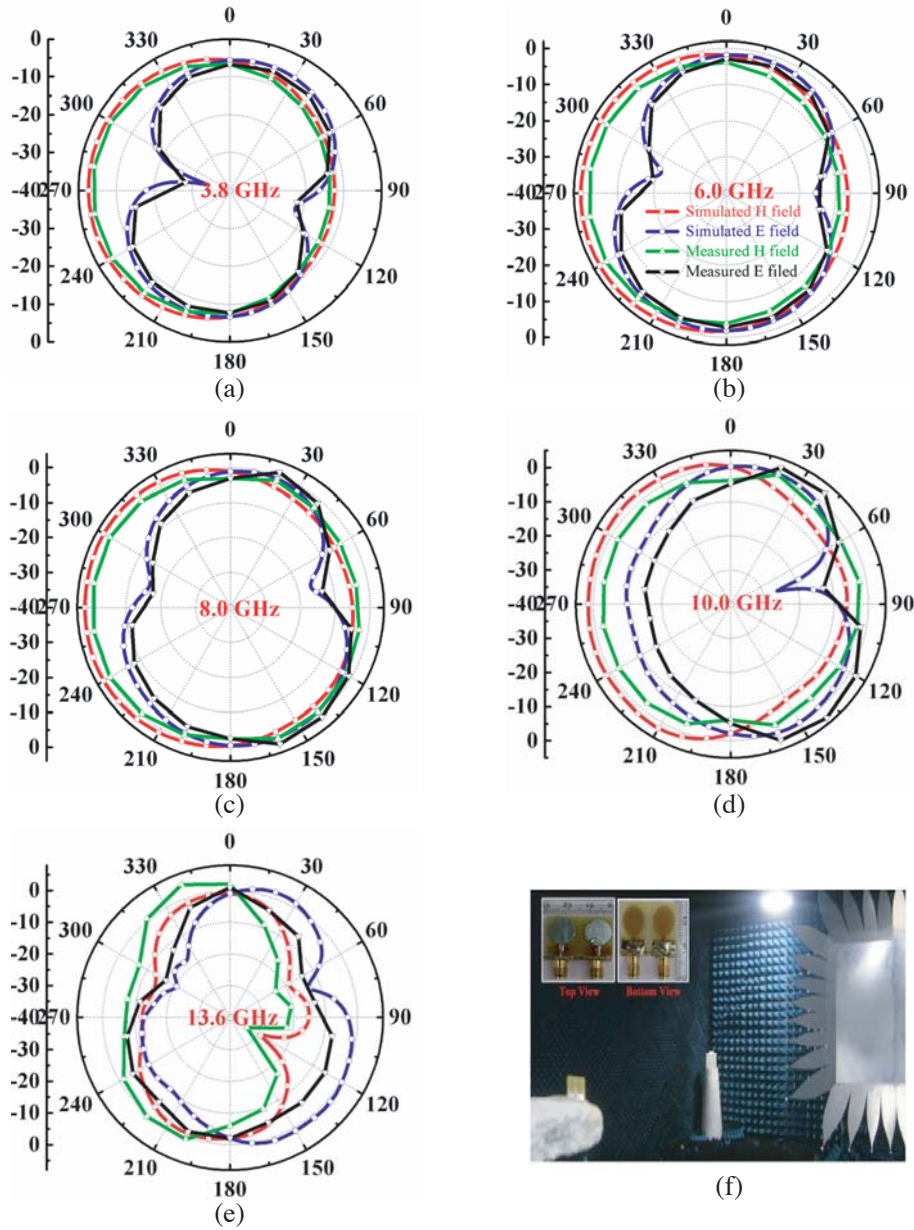 0 0
330 30 330 30
0 0
-10 300 60 -10 300 60
-20 -20
-30 -30
-40 270 3.8 GHz 90 -40 270 6.0 GHz 90
Simulated H field
-30 -30 Simulated E field
Measured H field
-20 240 120 -20 240 Measured E filed 120
-10 -10
210 150 210 150
0 180 0 180
(a) (b)
0 0
330 30 330 30
0 0
-10 300 60 -10 300 60
-20 -20
-30 -30
-40 270 8.0 GHz 90 -40 270 10.0 GHz 90
-30 -30
-20 240 120 -20 240 120
-10 -10
0 210 150 0 210 150
180 180
(c) (d)
0
330 30
0
-10 300 60
-20
-30
-40 270 13.6 GHz 90
-30
-20 240 120
-10
0 210 150
180
(e)
Top View Bottom View
(f)